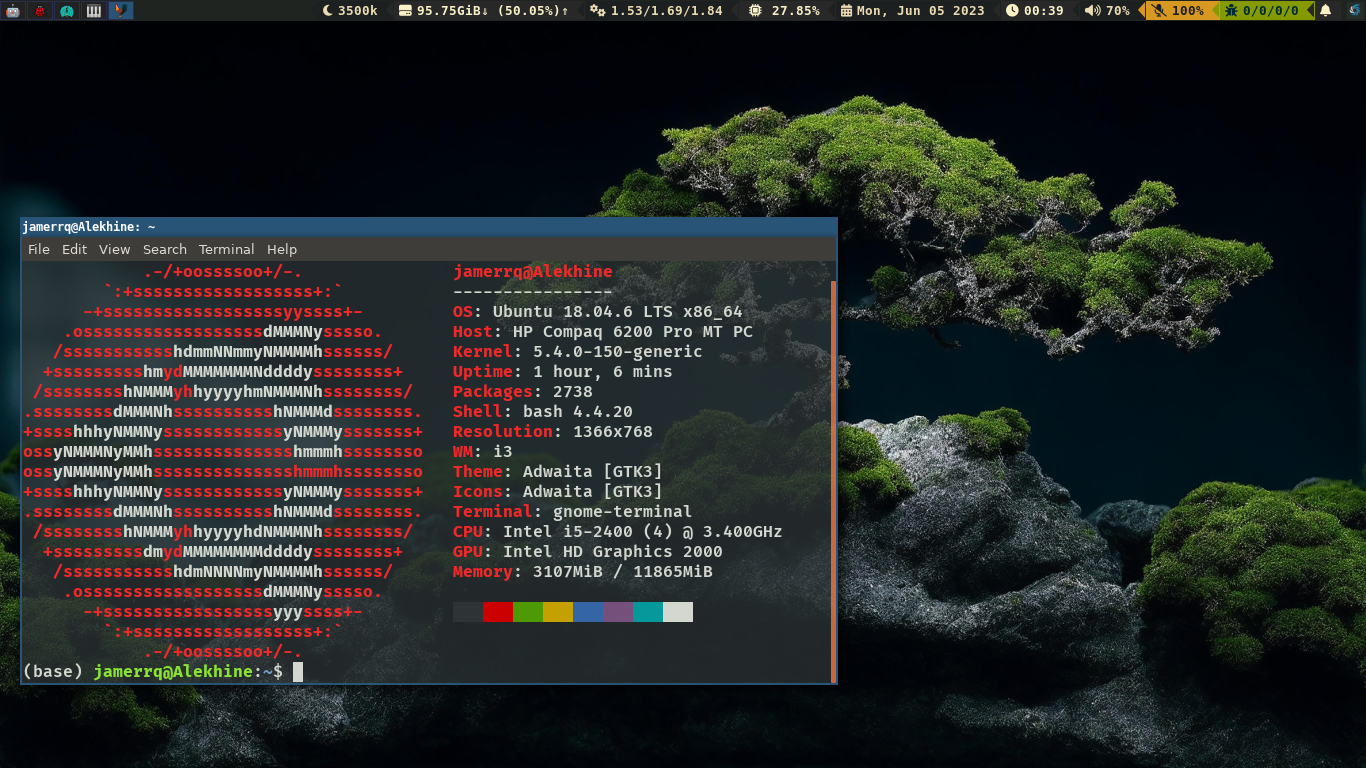 3500k 95.75GiB↓ (50.05%)↑ 1.53/1.69/1.84 27.85% Mon, Jun 05 2023 00:39 70% 100% 0/0/0/0
jamerrq@Alekhine: ~
File Edit View Search Terminal Help
.-/+oossssoo+/-. jamerrq@Alekhine
`:+ssssssssssssssssss+:` ----------------
-+ssssssssssssssssssyyssss+- OS: Ubuntu 18.04.6 LTS x86_64
.ossssssssssssssssssdMMMNysssso. Host: HP Compaq 6200 Pro MT PC
/ssssssssssshdmmNNmmyNMMMMhssssss/ Kernel: 5.4.0-150-generic
+ssssssssshmydMMMMMMMNddddyssssssss+ Uptime: 1 hour, 6 mins
/sssssssshNMMMyhhyyyyhmNMMMNhssssssss/ Packages: 2738
.ssssssssdMMMNhsssssssssshNMMMdssssssss. Shell: bash 4.4.20
+sssshhhyNMMNyssssssssssssyNMMMysssssss+ Resolution: 1366x768
ossyNMMMNyMMhsssssssssssssshmmmhssssssso WM: i3
ossyNMMMNyMMhsssssssssssssshmmmhssssssso Theme: Adwaita [GTK3]
+sssshhhyNMMNyssssssssssssyNMMMysssssss+ Icons: Adwaita [GTK3]
.ssssssssdMMMNhsssssssssshNMMMdssssssss. Terminal: gnome-terminal
/sssssssshNMMMyhhyyyyhdNMMMNhssssssss/ CPU: Intel i5-2400 (4) @ 3.400GHz
+sssssssssdmydMMMMMMMMddddyssssssss+ GPU: Intel HD Graphics 2000
/ssssssssssshdmNNNNmyNMMMMhssssss/ Memory: 3107MiB / 11865MiB
.ossssssssssssssssssdMMMNysssso.
-+sssssssssssssssssyyyssss+-
`:+ssssssssssssssssss+:`
.-/+oossssoo+/-.
(base) jamerrq@Alekhine:~$